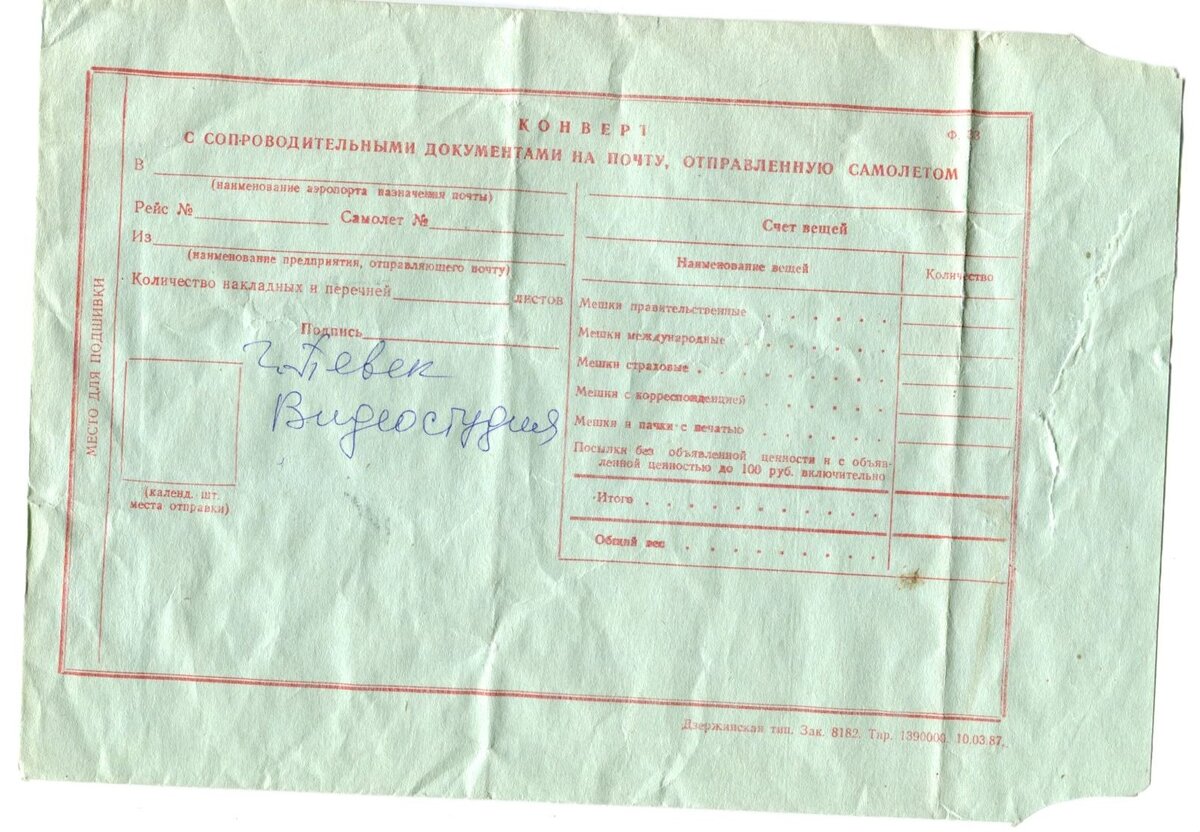 КОНВЕРТ
Ф. 33
С СОПРОВОДИТЕЛЬНЫМИ ДОКУМЕНТАМИ НА ПОЧТУ, ОТПРАВЛЕННУЮ САМОЛЕТОМ
В
(наименование аэропорта назначения почты)
Рейс № Самолет №
Из
(наименование предприятия, отправляющего почту)
Количество накладных и перечней листов
Подпись
г. Певек
Видеостудия
МЕСТО ДЛЯ ПОДШИВКИ
(календ. шт.
места отправки)
Счет вещей
Наименование вещей Количество
Мешки правительственные . . . . . .
Мешки международные . . . . . .
Мешки страховые . . . . . . . .
Мешки с корреспонденцией . . . . .
Мешки и пачки с печатью . . . . . .
Посылки без объявленной ценности и с объяв-
ленной ценностью до 100 руб. включительно
Итого . . . . . . . . . .
Общий вес . . . . . . . . .
Дзержинская тип. Зак. 8182. Тир. 1390000. 10.03.87.